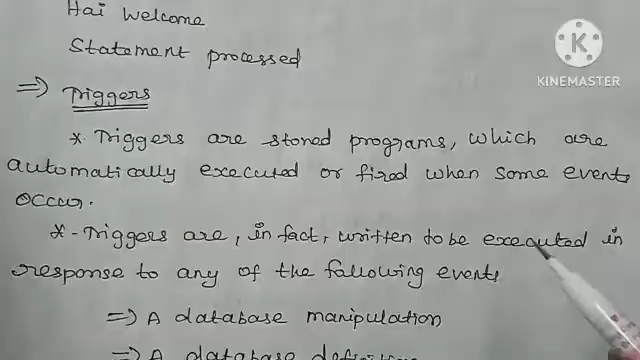 Hai Welcome
Statement processed
K
KINEMASTER
=> Triggers
* Triggers are stored programs, which are
automatically executed or fired when some events
occur.
* - Triggers are, in fact, written to be executed in
response to any of the following events
=> A database manipulation
=> A database definition